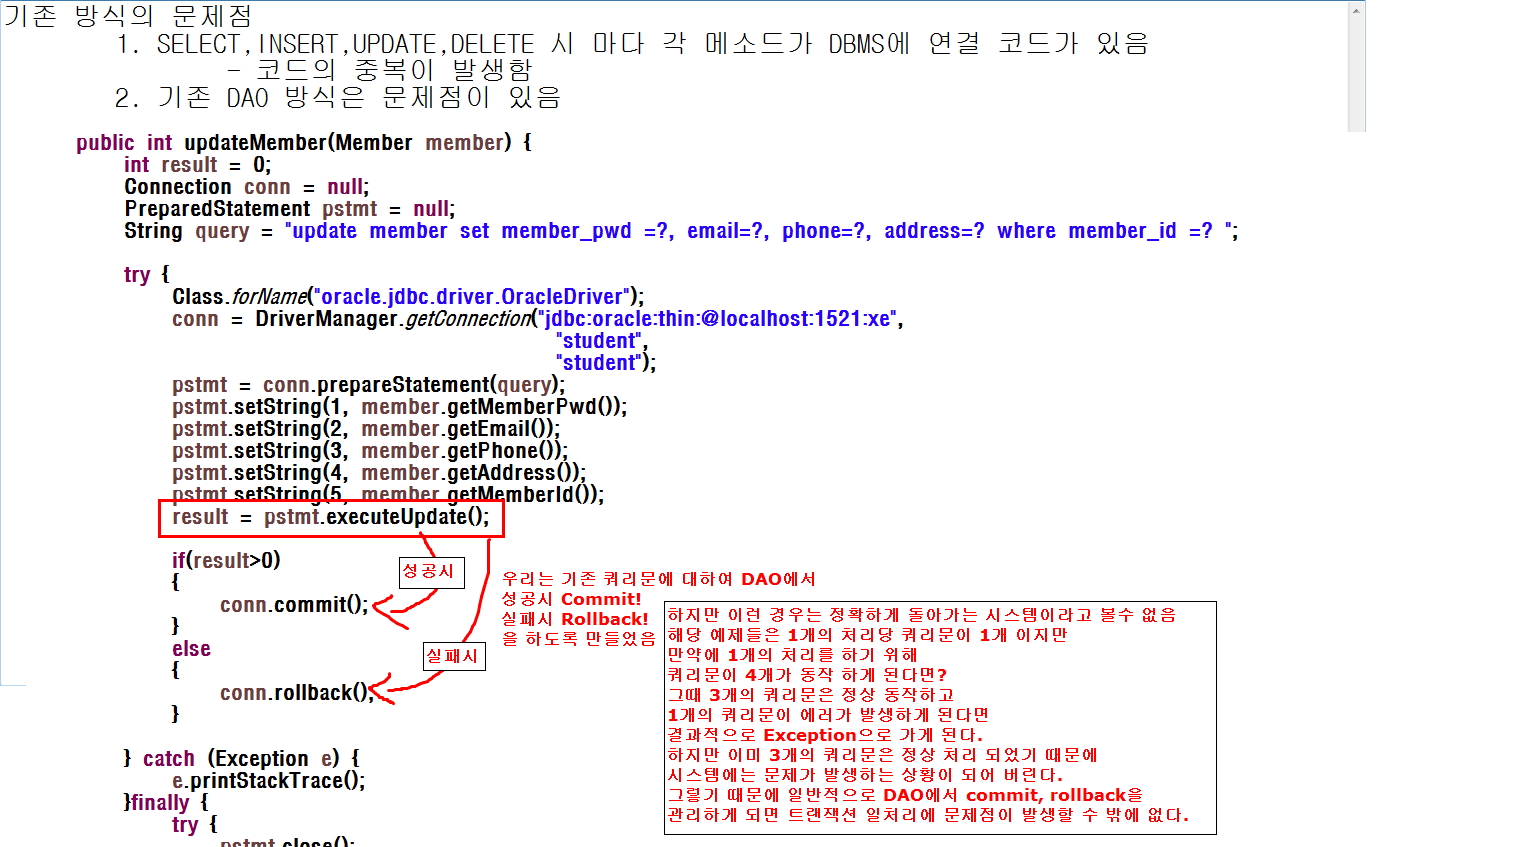 기존 방식의 문제점
1. SELECT,INSERT,UPDATE,DELETE 시 마다 각 메소드가 DBMS에 연결 코드가 있음
- 코드의 중복이 발생함
2. 기존 DAO 방식은 문제점이 있음
public int updateMember(Member member) {
int result = 0;
Connection conn = null;
PreparedStatement pstmt = null;
String query = "update member set member_pwd =?, email=?, phone=?, address=? where member_id =? ";
try {
Class.forName("oracle.jdbc.driver.OracleDriver");
conn = DriverManager.getConnection("jdbc:oracle:thin:@localhost:1521:xe",
"student",
"student");
pstmt = conn.prepareStatement(query);
pstmt.setString(1, member.getMemberPwd());
pstmt.setString(2, member.getEmail());
pstmt.setString(3, member.getPhone());
pstmt.setString(4, member.getAddress());
pstmt.setString(5, member.getMemberId());
result = pstmt.executeUpdate();
if(result>0)
{
conn.commit();
}
else
{
conn.rollback();
}
성공시
실패시
우리는 기존 쿼리문에 대하여 DAO에서
성공시 Commit!
실패시 Rollback!
을 하도록 만들었음
하지만 이런 경우는 정확하게 돌아가는 시스템이라고 볼수 없음
해당 예제들은 1개의 처리당 쿼리문이 1개 이지만
만약에 1개의 처리를 하기 위해
쿼리문이 4개가 동작 하게 된다면?
그때 3개의 쿼리문은 정상 동작하고
1개의 쿼리문이 에러가 발생하게 된다면
결과적으로 Exception으로 가게 된다.
하지만 이미 3개의 쿼리문은 정상 처리 되었기 때문에
시스템에는 문제가 발생하는 상황이 되어 버린다.
그렇기 때문에 일반적으로 DAO에서 commit, rollback을
관리하게 되면 트랜잭션 일처리에 문제점이 발생할 수 밖에 없다.
} catch (Exception e) {
e.printStackTrace();
}finally {
try {
pstmt.close();